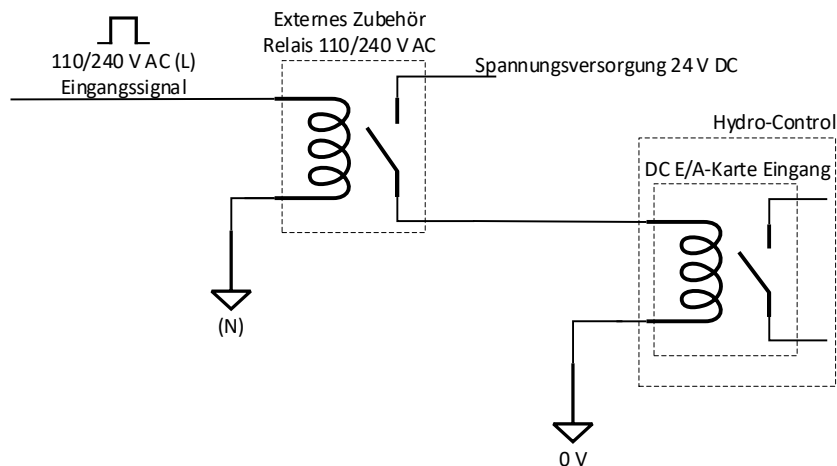 Externes Zubehör
Relais 110/240 V AC
110/240 V AC (L)
Eingangssignal
Spannungsversorgung 24 V DC
Hydro-Control
DC E/A-Karte Eingang
(N)
0 V